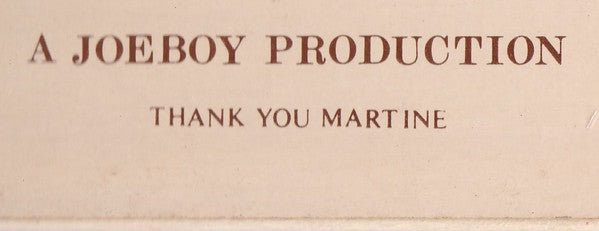 A JOEBOY PRODUCTION
THANK YOU MARTINE